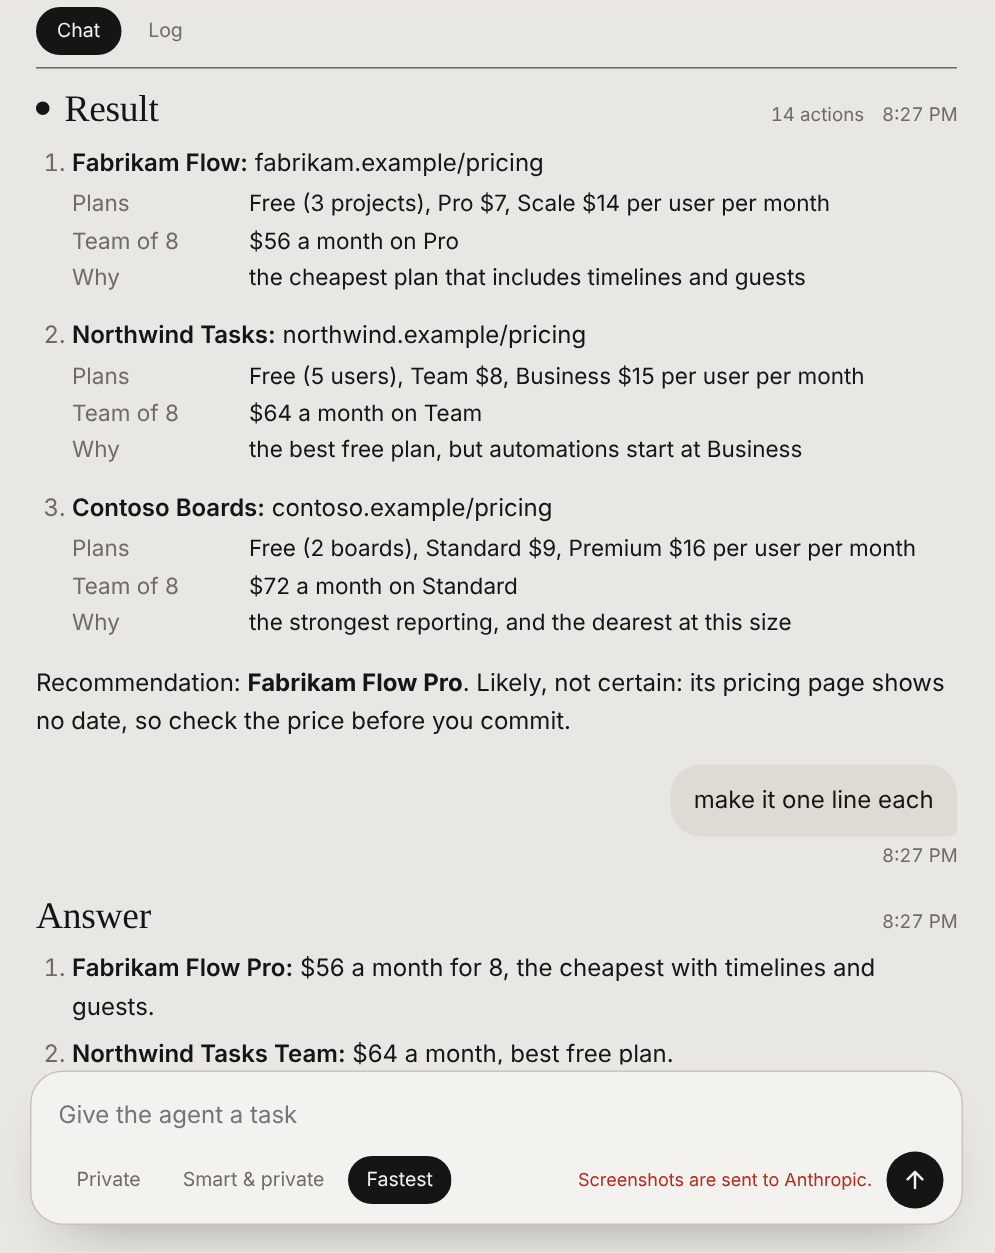 Chat Log
Result 14 actions 8:27 PM
1. Fabrikam Flow: fabrikam.example/pricing
Plans Free (3 projects), Pro $7, Scale $14 per user per month
Team of 8 $56 a month on Pro
Why the cheapest plan that includes timelines and guests
2. Northwind Tasks: northwind.example/pricing
Plans Free (5 users), Team $8, Business $15 per user per month
Team of 8 $64 a month on Team
Why the best free plan, but automations start at Business
3. Contoso Boards: contoso.example/pricing
Plans Free (2 boards), Standard $9, Premium $16 per user per month
Team of 8 $72 a month on Standard
Why the strongest reporting, and the dearest at this size
Recommendation: Fabrikam Flow Pro. Likely, not certain: its pricing page shows
no date, so check the price before you commit.
make it one line each
8:27 PM
Answer 8:27 PM
1. Fabrikam Flow Pro: $56 a month for 8, the cheapest with timelines and
guests.
2. Northwind Tasks Team: $64 a month, best free plan.
Give the agent a task
Private Smart & private Fastest Screenshots are sent to Anthropic.